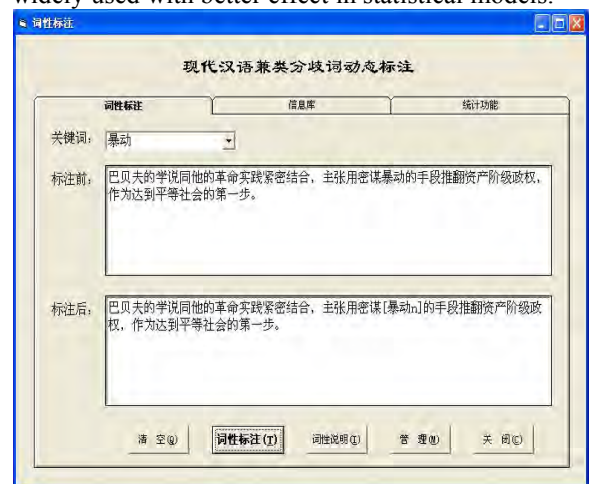 widely used with better effect in statistical models.
词性标注
现代汉语兼类分歧词动态标注
词性标注 信息库 统计功能
关键词： 暴动
标注前： 巴贝夫的学说同他的革命实践紧密结合，主张用密谋暴动的手段推翻资产阶级政权，
作为达到平等社会的第一步。
标注后： 巴贝夫的学说同他的革命实践紧密结合，主张用密谋[暴动n]的手段推翻资产阶级政
权，作为达到平等社会的第一步。
清 空(Q) 词性标注(T) 词性说明(I) 管 理(M) 关 闭(C)